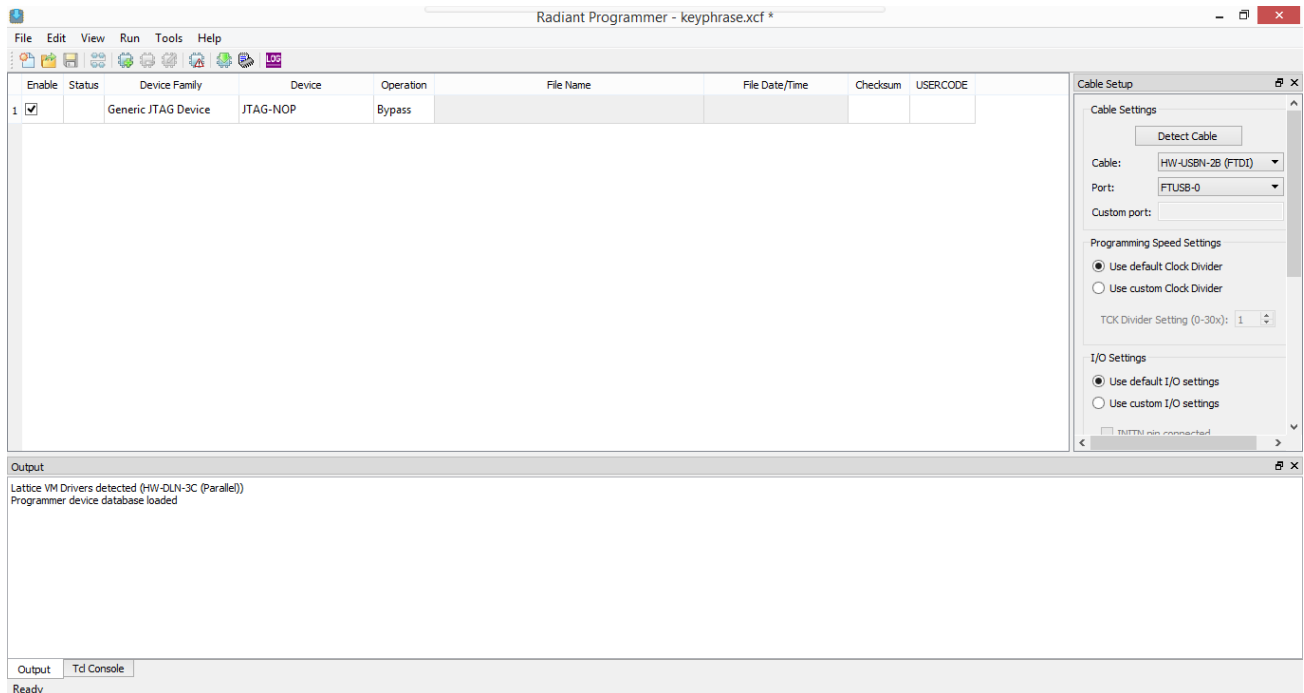 Radiant Programmer - keyphrase.xcf *
File Edit View Run Tools Help
LOG
Enable Status Device Family Device Operation File Name File Date/Time Checksum USERCODE
1 Generic JTAG Device JTAG-NOP Bypass
Cable Setup
Cable Settings
Detect Cable
Cable: HW-USBN-2B (FTDI)
Port: FTUSB-0
Custom port:
Programming Speed Settings
Use default Clock Divider
Use custom Clock Divider
TCK Divider Setting (0-30x): 1
I/O Settings
Use default I/O settings
Use custom I/O settings
INITN pin connected
Output
Lattice VM Drivers detected (HW-DLN-3C (Parallel))
Programmer device database loaded
Output Tcl Console
Ready